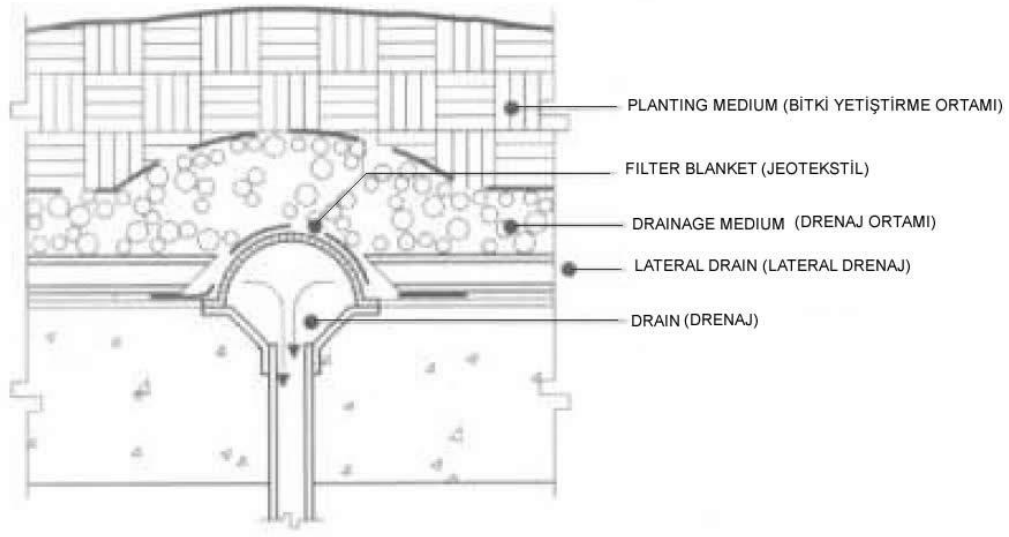 PLANTING MEDIUM (BİTKİ YETİŞTİRME ORTAMI)
FILTER BLANKET (JEOTEKSTİL)
DRAINAGE MEDIUM (DRENAJ ORTAMI)
LATERAL DRAIN (LATERAL DRENAJ)
DRAIN (DRENAJ)